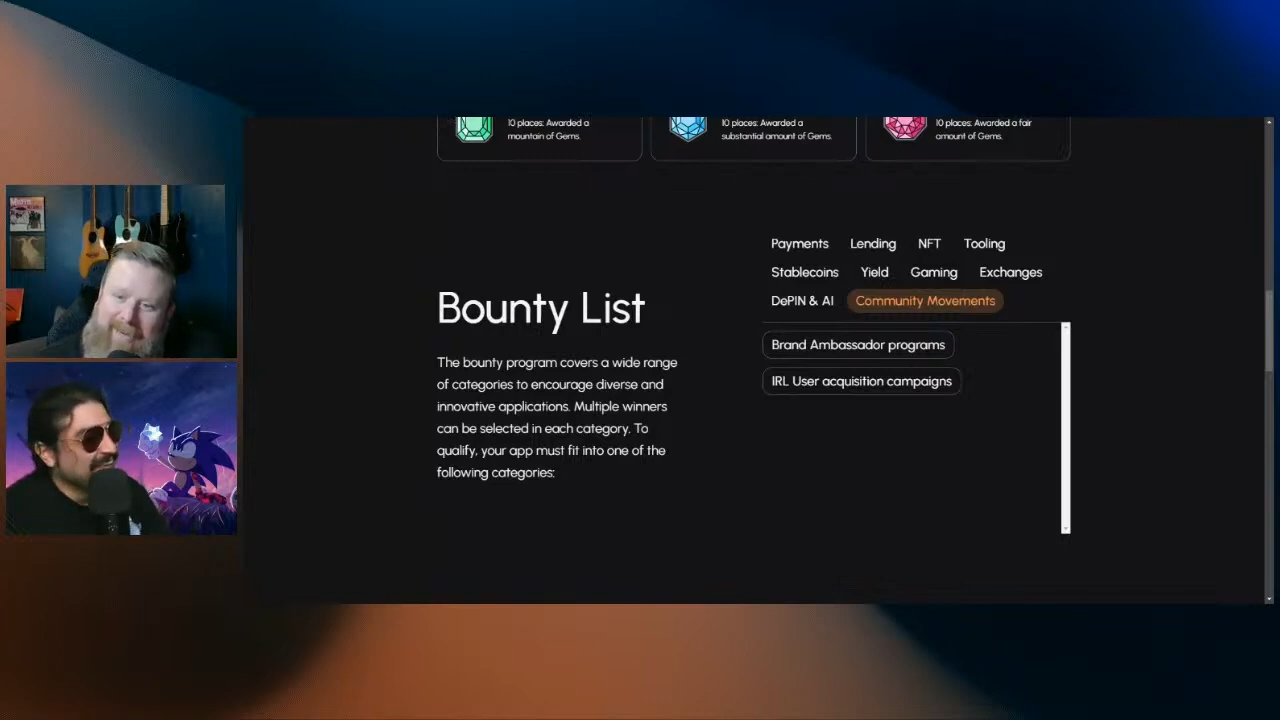 10 places: Awarded a
mountain of Gems.
10 places: Awarded a
substantial amount of Gems.
10 places: Awarded a fair
amount of Gems.
Payments Lending NFT Tooling
Stablecoins Yield Gaming Exchanges
DePIN & AI Community Movements
Bounty List
Brand Ambassador programs
IRL User acquisition campaigns
The bounty program covers a wide range
of categories to encourage diverse and
innovative applications. Multiple winners
can be selected in each category. To
qualify, your app must fit into one of the
following categories: